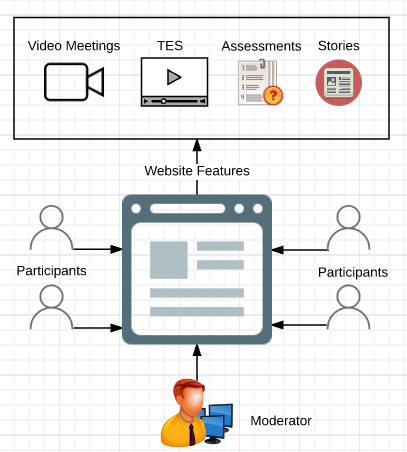 Video Meetings
TES
Assessments
Stories
Website Features
Participants
Participants
Moderator